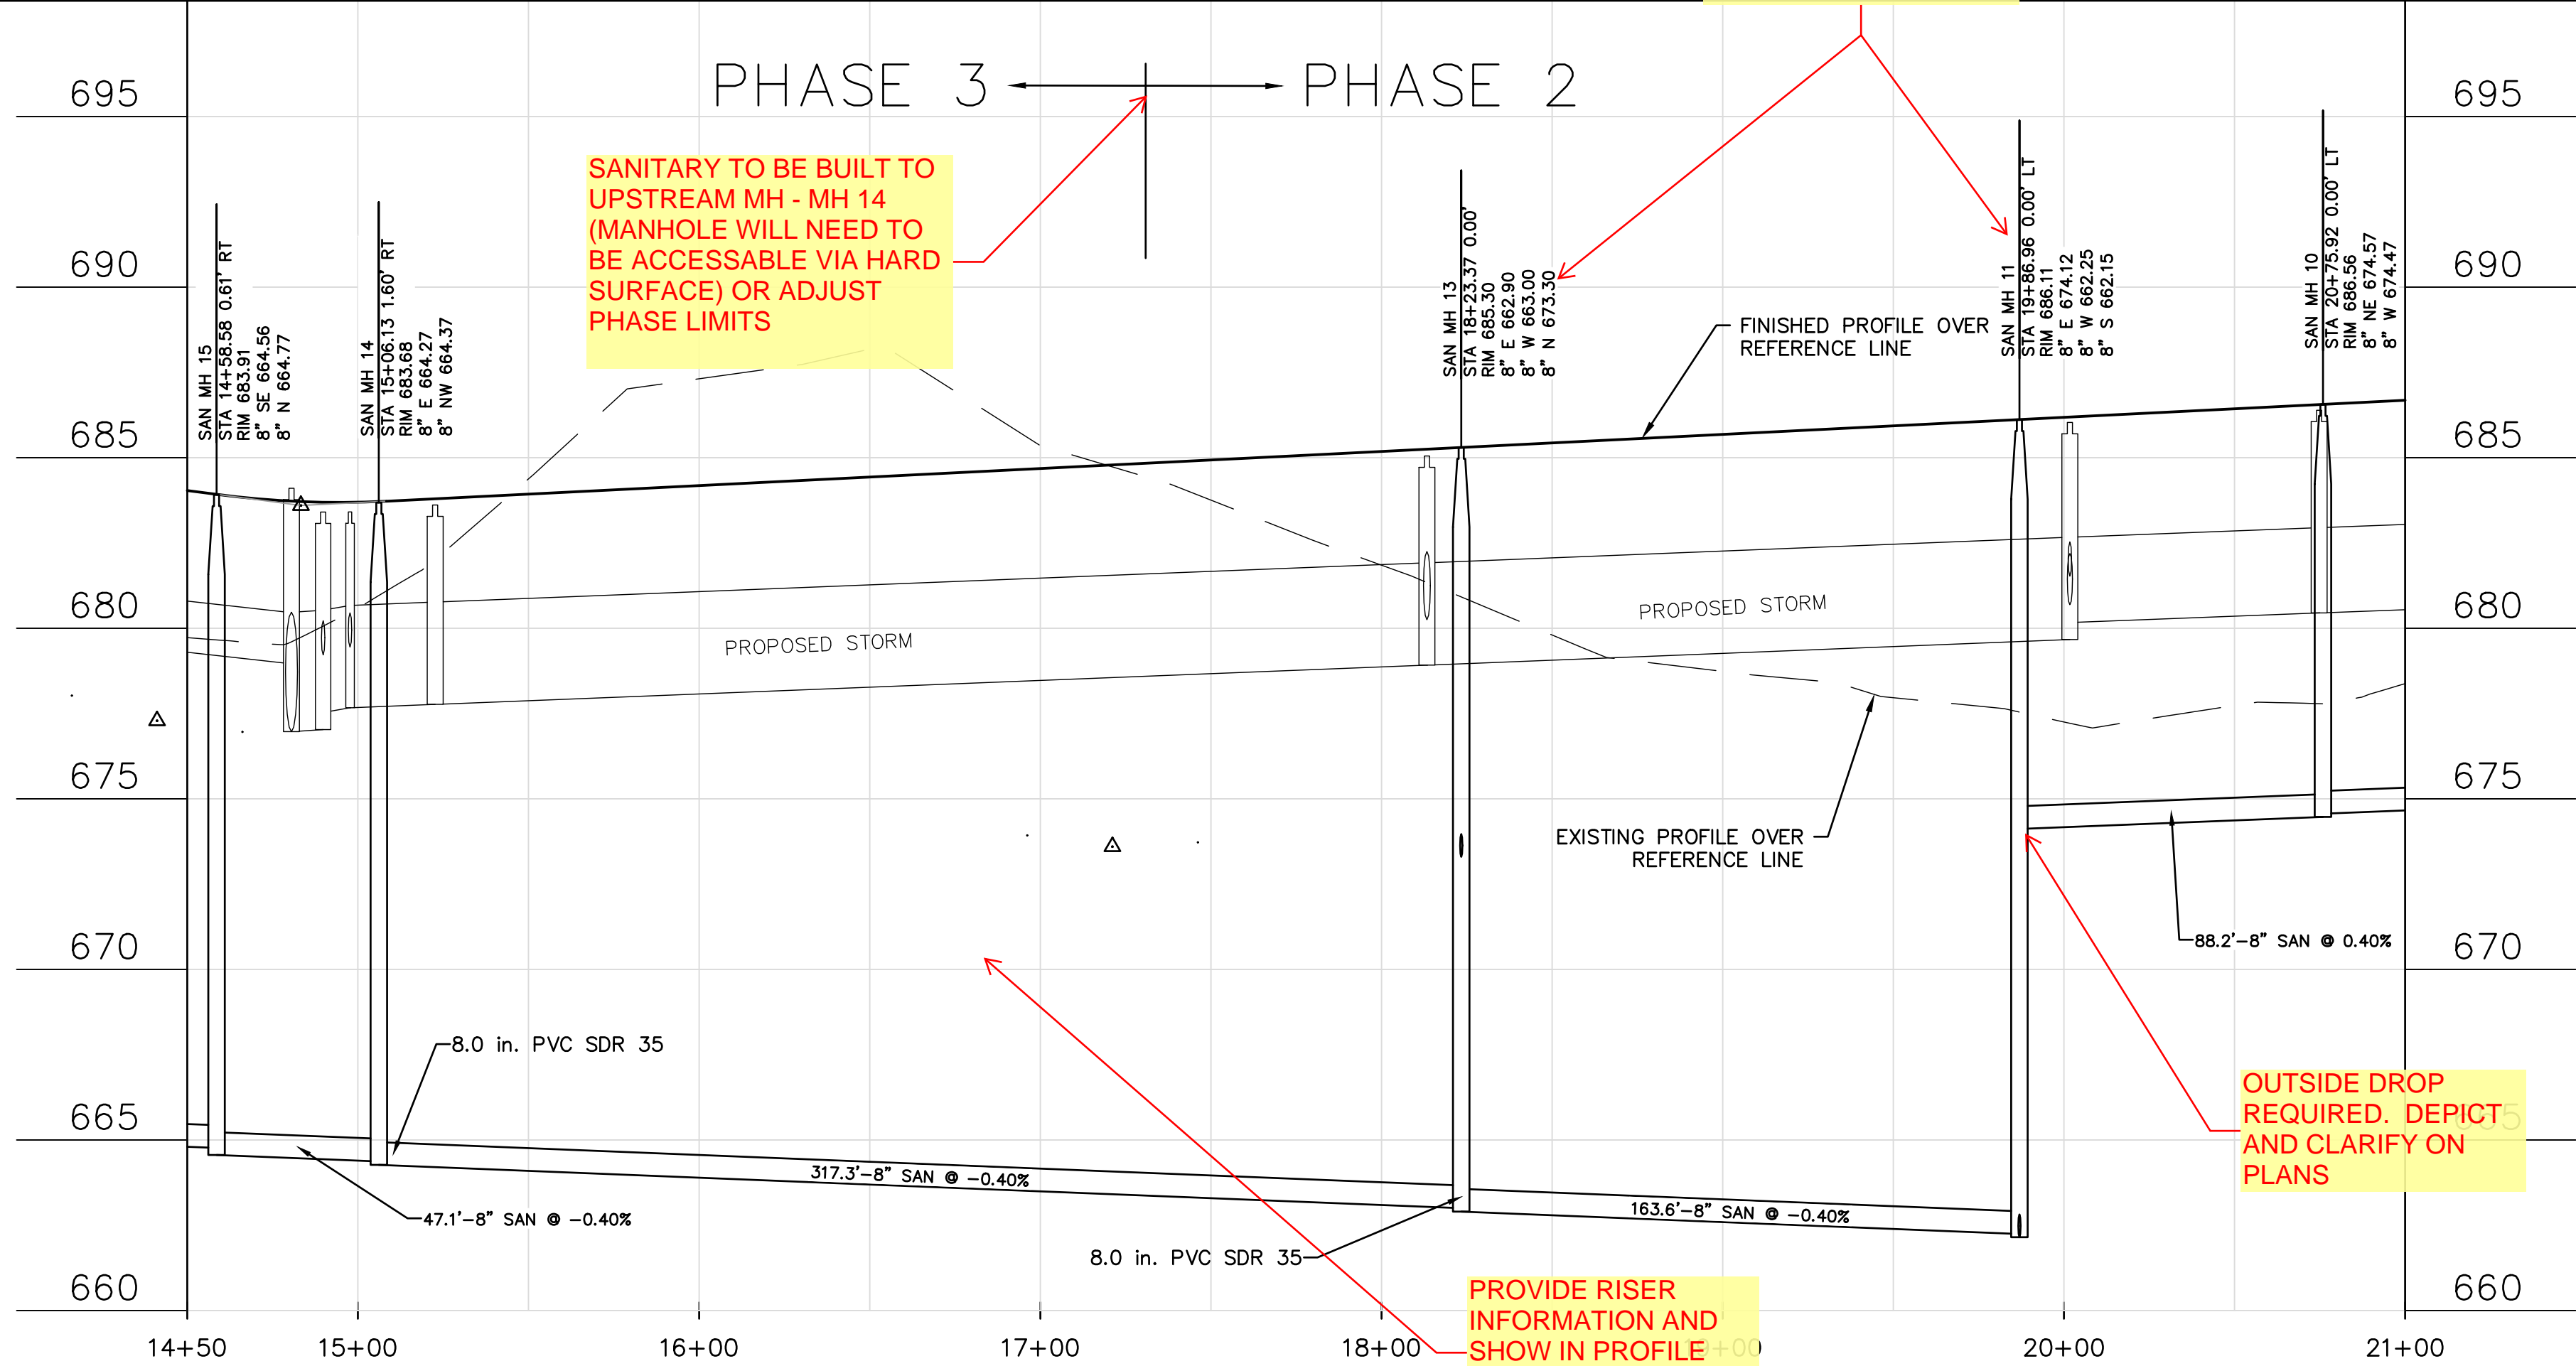 PHASE 3
PHASE 2
695
695
690
690
685
685
680
680
675
675
670
670
665
665
660
660
SANITARY TO BE BUILT TO
UPSTREAM MH - MH 14
(MANHOLE WILL NEED TO
BE ACCESSABLE VIA HARD
SURFACE) OR ADJUST
PHASE LIMITS
SAN MH 15
STA 14+58.58 0.61' RT
RIM 683.91
8" SE 664.56
8" N 664.77
SAN MH 14
STA 15+06.13 1.60' RT
RIM 683.68
8" E 664.27
8" NW 664.37
SAN MH 13
STA 18+23.37 0.00'
RIM 685.30
8" E 662.90
8" W 663.00
8" N 673.30
SAN MH 11
STA 19+86.96 0.00' LT
RIM 686.11
8" E 674.12
8" W 662.25
8" S 662.15
SAN MH 10
STA 20+75.92 0.00' LT
RIM 686.56
8" NE 674.57
8" W 674.47
FINISHED PROFILE OVER
REFERENCE LINE
PROPOSED STORM
PROPOSED STORM
EXISTING PROFILE OVER
REFERENCE LINE
88.2'-8" SAN @ 0.40%
8.0 in. PVC SDR 35
OUTSIDE DROP
REQUIRED. DEPICT
AND CLARIFY ON
PLANS
317.3'-8" SAN @ -0.40%
47.1'-8" SAN @ -0.40%
163.6'-8" SAN @ -0.40%
8.0 in. PVC SDR 35
PROVIDE RISER
INFORMATION AND
SHOW IN PROFILE
14+50
15+00
16+00
17+00
18+00
19+00
20+00
21+00